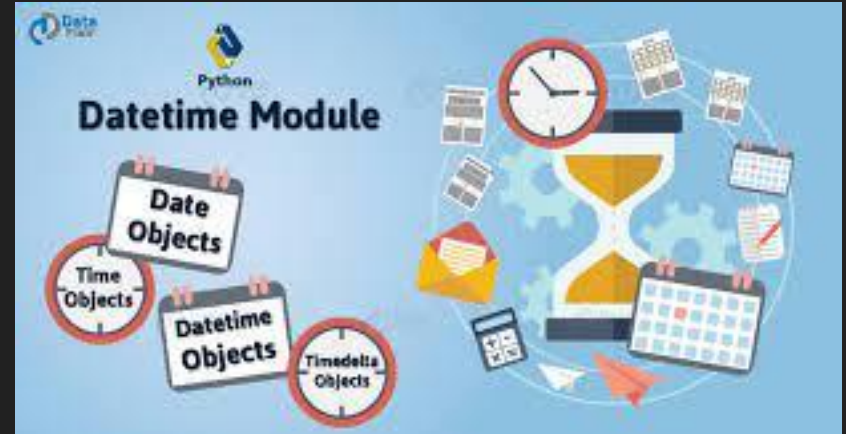 Data
Flair
Python
Datetime Module
Date
Objects
Time
Objects
Datetime
Objects
Timedelta
Objects